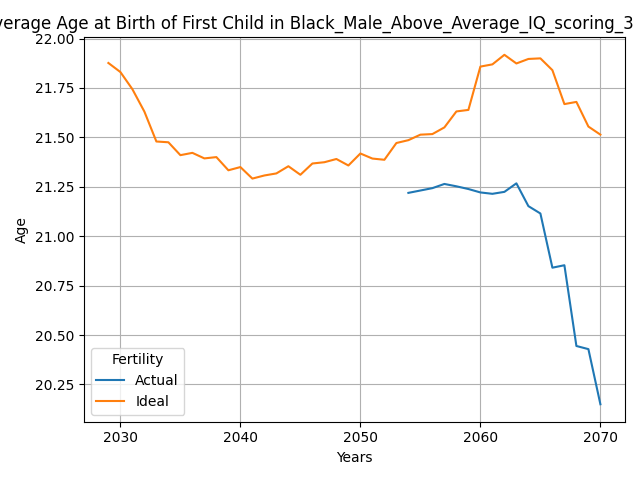 verage Age at Birth of First Child in Black_Male_Above_Average_IQ_scoring_3
22.00
21.75
21.50
21.25
21.00
20.75
20.50
20.25
Age
Fertility
Actual
Ideal
2030 2040 2050 2060 2070
Years